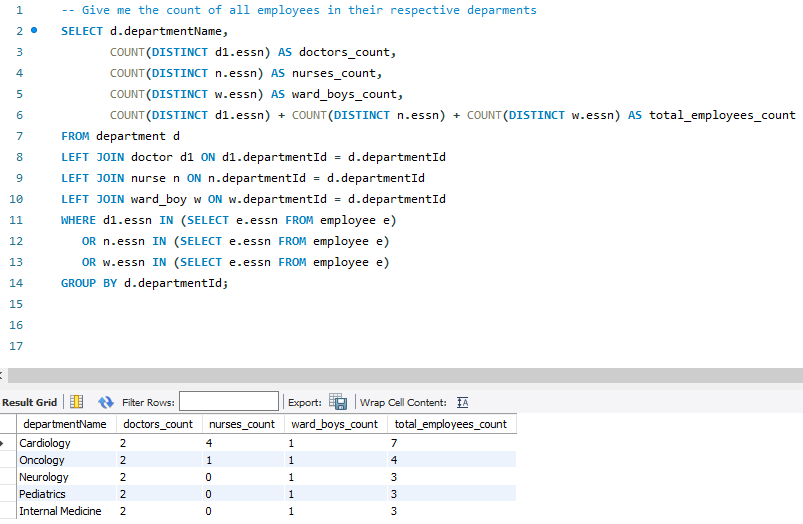 1 -- Give me the count of all employees in their respective deparments
2 SELECT d.departmentName,
3 COUNT(DISTINCT d1.essn) AS doctors_count,
4 COUNT(DISTINCT n.essn) AS nurses_count,
5 COUNT(DISTINCT w.essn) AS ward_boys_count,
6 COUNT(DISTINCT d1.essn) + COUNT(DISTINCT n.essn) + COUNT(DISTINCT w.essn) AS total_employees_count
7 FROM department d
8 LEFT JOIN doctor d1 ON d1.departmentId = d.departmentId
9 LEFT JOIN nurse n ON n.departmentId = d.departmentId
10 LEFT JOIN ward_boy w ON w.departmentId = d.departmentId
11 WHERE d1.essn IN (SELECT e.essn FROM employee e)
12 OR n.essn IN (SELECT e.essn FROM employee e)
13 OR w.essn IN (SELECT e.essn FROM employee e)
14 GROUP BY d.departmentId;
15
16
17
Result Grid Filter Rows: Export: Wrap Cell Content: IA
departmentName doctors_count nurses_count ward_boys_count total_employees_count
Cardiology 2 4 1 7
Oncology 2 1 1 4
Neurology 2 0 1 3
Pediatrics 2 0 1 3
Internal Medicine 2 0 1 3